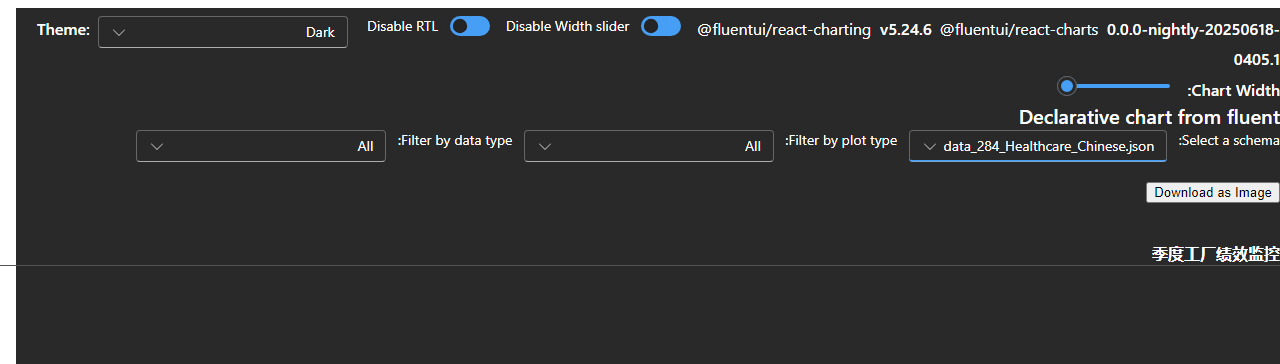 Theme:
Dark
Disable RTL
Disable Width slider
@fluentui/react-charting v5.24.6 @fluentui/react-charts 0.0.0-nightly-20250618-
0405.1
:Chart Width
Declarative chart from fluent
:Select a schema
data_284_Healthcare_Chinese.json
:Filter by plot type
All
:Filter by data type
All
Download as Image
季度工厂绩效监控